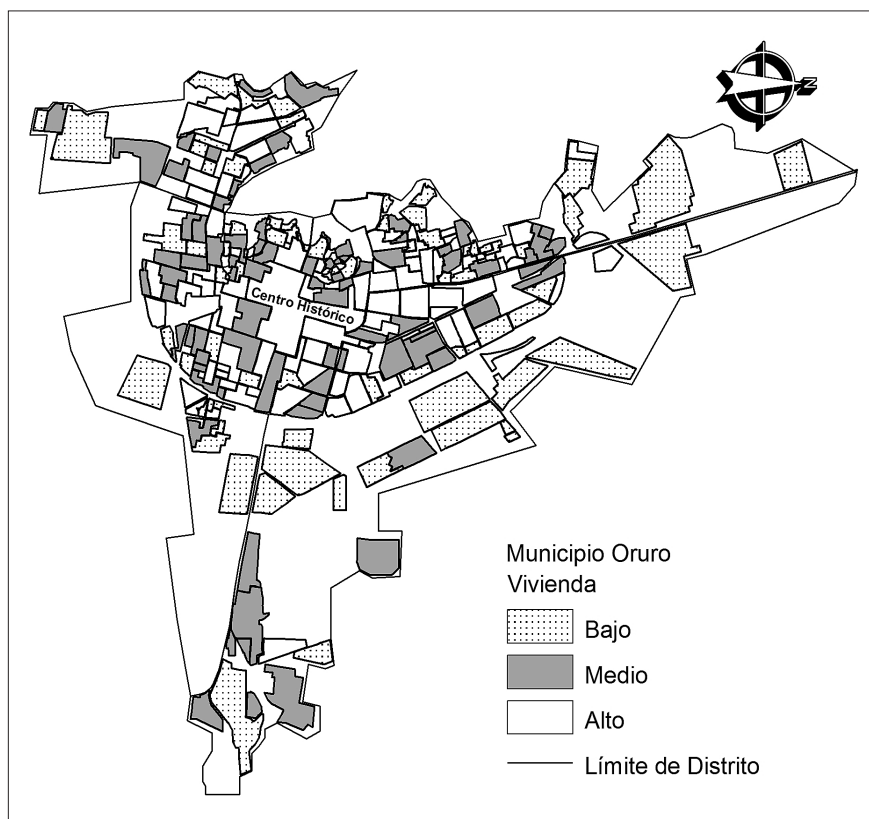 N
Centro Histórico
Municipio Oruro
Vivienda
Bajo
Medio
Alto
Límite de Distrito